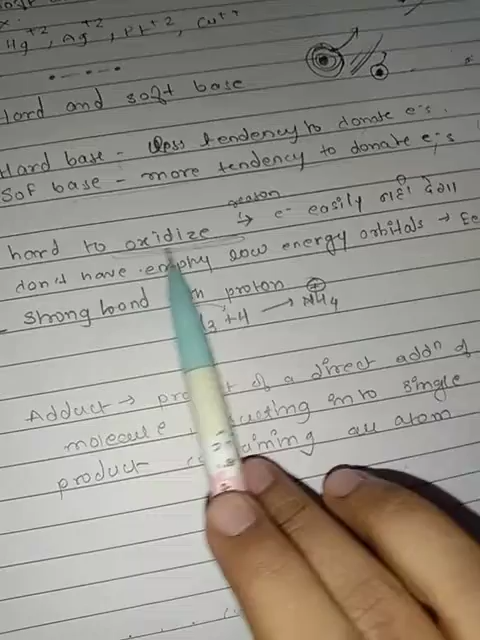 Hg+2, Ag+2, Pt+2, Cu++
Hard and soft base
Hard base - less tendency to donate e's.
Sof base - more tendency to donate e's
reason
hard to oxidize → e- easily नही देगा
don't have empty low energy orbitals →
- strong bond proton
+H → NH4 +
Adduct → of a direct addn of
molecule into single
product an atom